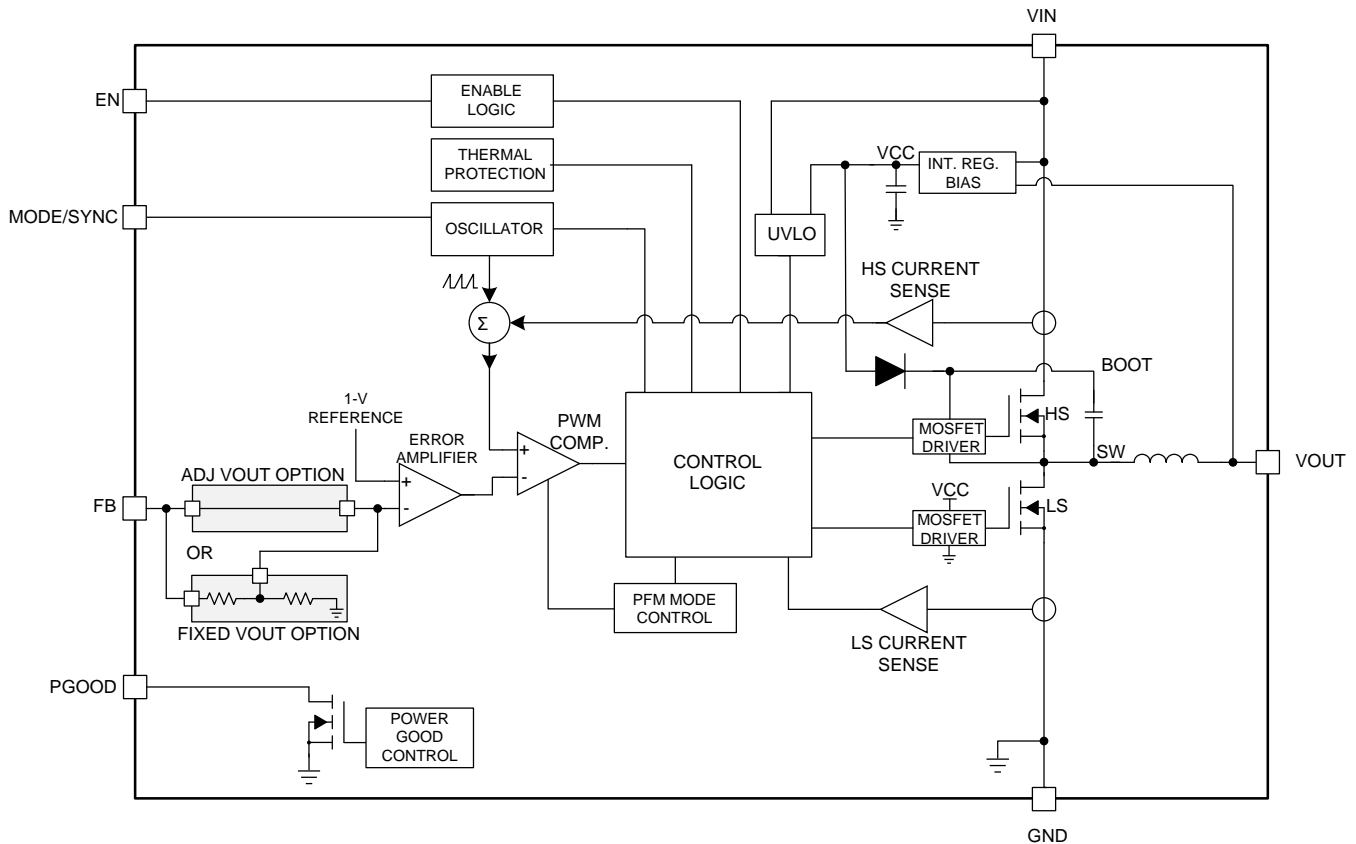 VIN
EN
ENABLE
LOGIC
THERMAL
PROTECTION
VCC
INT. REG.
BIAS
MODE/SYNC
OSCILLATOR
UVLO
HS CURRENT
SENSE
Σ
BOOT
1-V
REFERENCE
ERROR
AMPLIFIER
+
-
PWM
COMP.
+
-
CONTROL
LOGIC
MOSFET
DRIVER
HS
SW
VOUT
ADJ VOUT OPTION
FB
OR
FIXED VOUT OPTION
VCC
MOSFET
DRIVER
LS
PFM MODE
CONTROL
LS CURRENT
SENSE
PGOOD
POWER
GOOD
CONTROL
GND